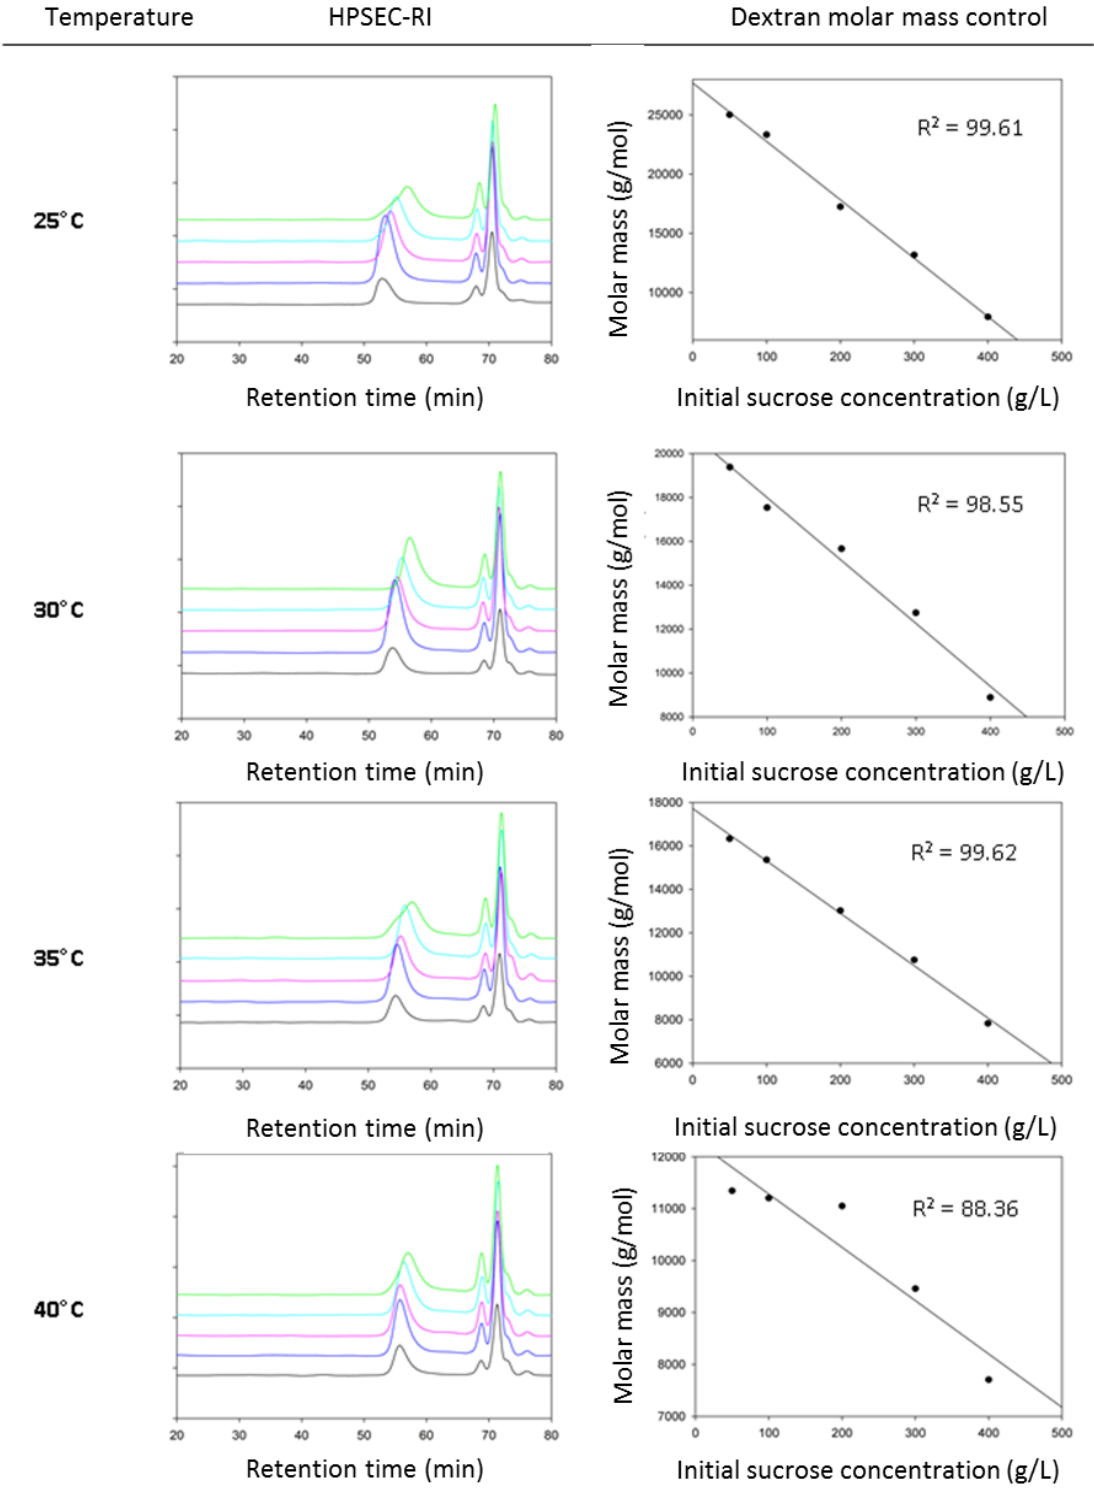 Temperature HPSEC-RI Dextran molar mass control
25°C
20 30 40 50 60 70 80
Retention time (min)
Molar mass (g/mol)
25000
20000
15000
10000
R² = 99.61
0 100 200 300 400 500
Initial sucrose concentration (g/L)
30°C
20 30 40 50 60 70 80
Retention time (min)
Molar mass (g/mol)
20000
18000
16000
14000
12000
10000
8000
R² = 98.55
0 100 200 300 400 500
Initial sucrose concentration (g/L)
35°C
20 30 40 50 60 70 80
Retention time (min)
Molar mass (g/mol)
18000
16000
14000
12000
10000
8000
6000
R² = 99.62
0 100 200 300 400 500
Initial sucrose concentration (g/L)
40°C
20 30 40 50 60 70 80
Retention time (min)
Molar mass (g/mol)
12000
11000
10000
9000
8000
7000
R² = 88.36
0 100 200 300 400 500
Initial sucrose concentration (g/L)